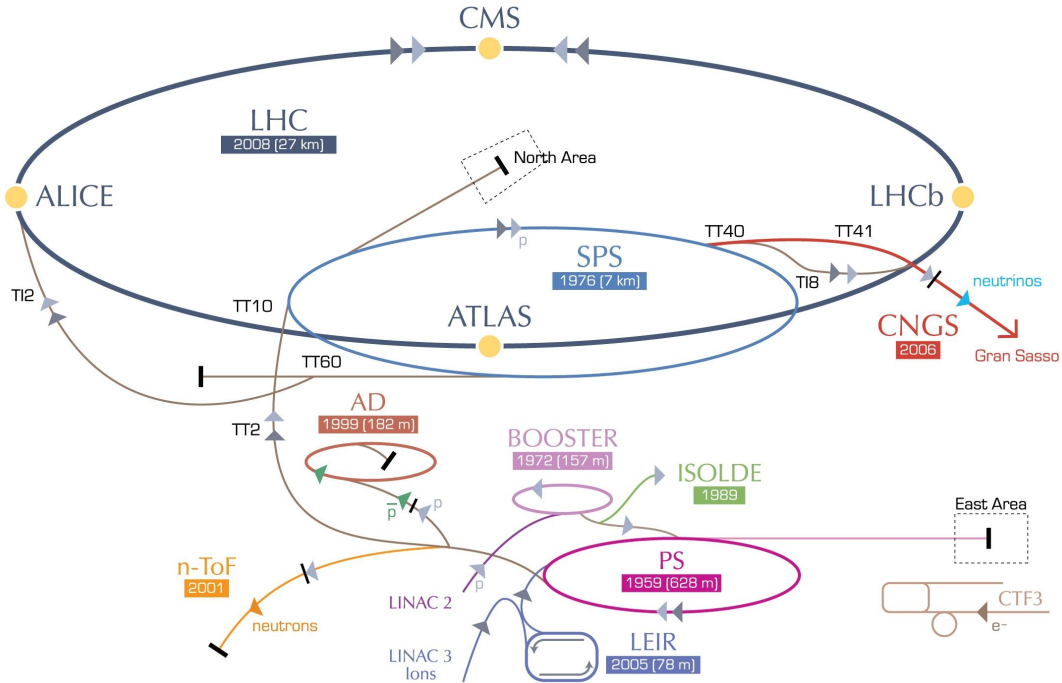 CMS
LHC
2008 (27 km)
North Area
ALICE
LHCb
TT40
TT41
SPS
1976 (7 km)
p
TI8
neutrinos
TI2
TT10
ATLAS
CNGS
2006
Gran Sasso
TT60
AD
1999 (182 m)
TT2
BOOSTER
1972 (157 m)
ISOLDE
1989
p
p̅
East Area
n-ToF
2001
PS
1959 (628 m)
p
LINAC 2
neutrons
CTF3
e⁻
LEIR
2005 (78 m)
LINAC 3
Ions